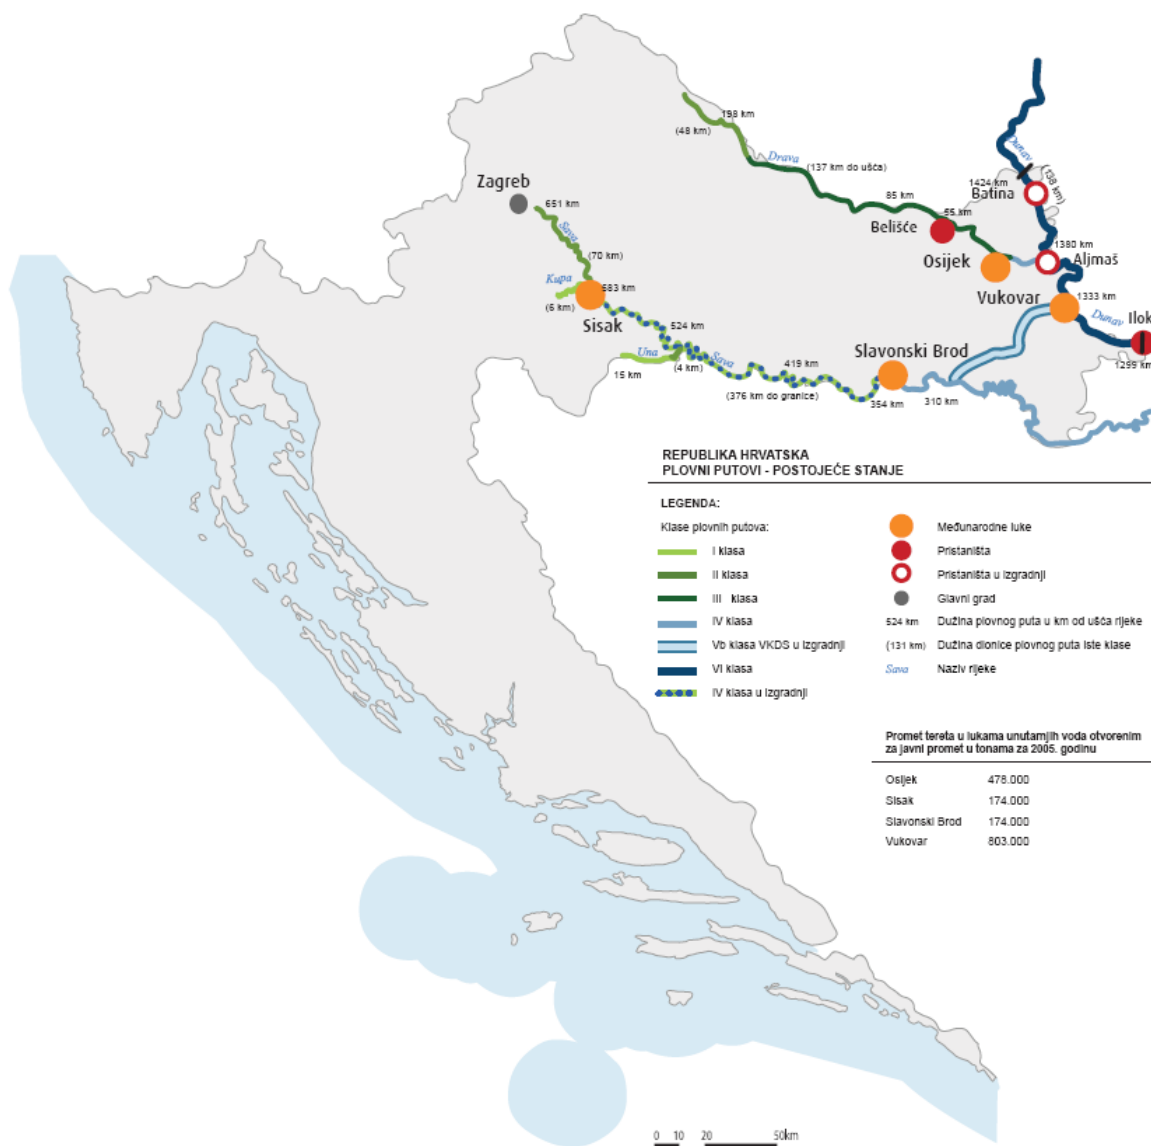 198 km
(48 km)
Drava
(137 km do ušća)
Dunav
1424 km
(138 km)
Batina
Zagreb
651 km
85 km
55 km
Belišće
Sava
1380 km
Aljmaš
(70 km)
Osijek
Kupa
583 km
(5 km)
Vukovar
1333 km
Dunav
Ilok
Sisak
524 km
Una
Sava
15 km
(4 km)
419 km
Slavonski Brod
1299 km
(376 km do granice)
354 km
310 km
REPUBLIKA HRVATSKA
PLOVNI PUTOVI - POSTOJEĆE STANJE
LEGENDA:
Klase plovnih putova:
I klasa
II klasa
III klasa
IV klasa
Vb klasa VKDS u izgradnji
VI klasa
IV klasa u izgradnji
Međunarodne luke
Pristaništa
Pristaništa u izgradnji
Glavni grad
524 km Dužina plovnog puta u km od ušća rijeke
(131 km) Dužina dionice plovnog puta iste klase
Sava Naziv rijeke
Promet tereta u lukama unutarnjih voda otvorenim
za javni promet u tonama za 2005. godinu
Osijek 478.000
Sisak 174.000
Slavonski Brod 174.000
Vukovar 803.000
0 10 20 50km